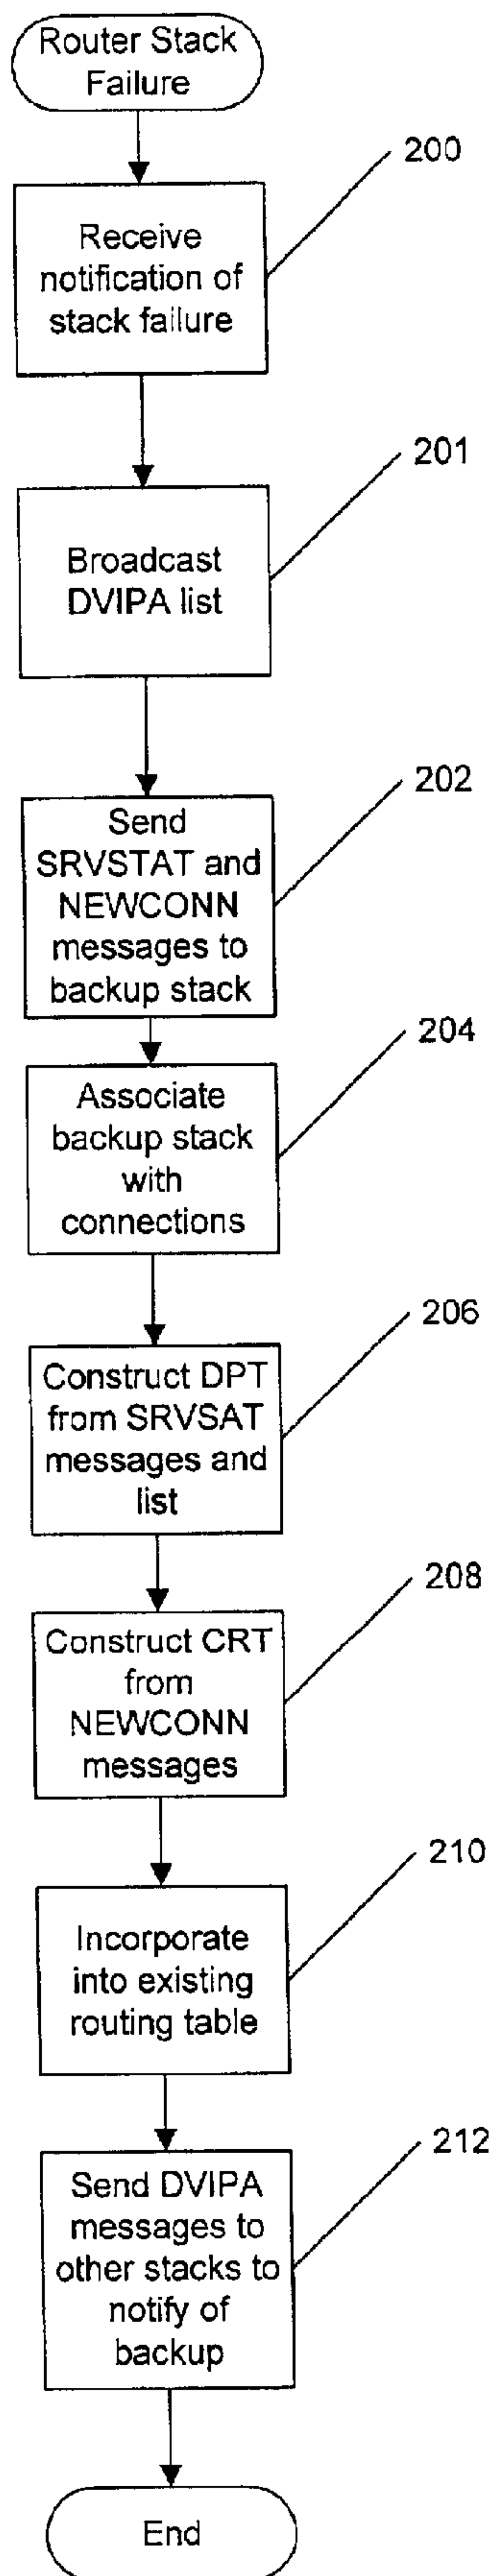 Router Stack
Failure
200
Receive
notification of
stack failure
201
Broadcast
DVIPA list
202
Send
SRVSTAT and
NEWCONN
messages to
backup stack
204
Associate
backup stack
with
connections
206
Construct DPT
from SRVSAT
messages and
list
208
Construct CRT
from
NEWCONN
messages
210
Incorporate
into existing
routing table
212
Send DVIPA
messages to
other stacks to
notify of
backup
End